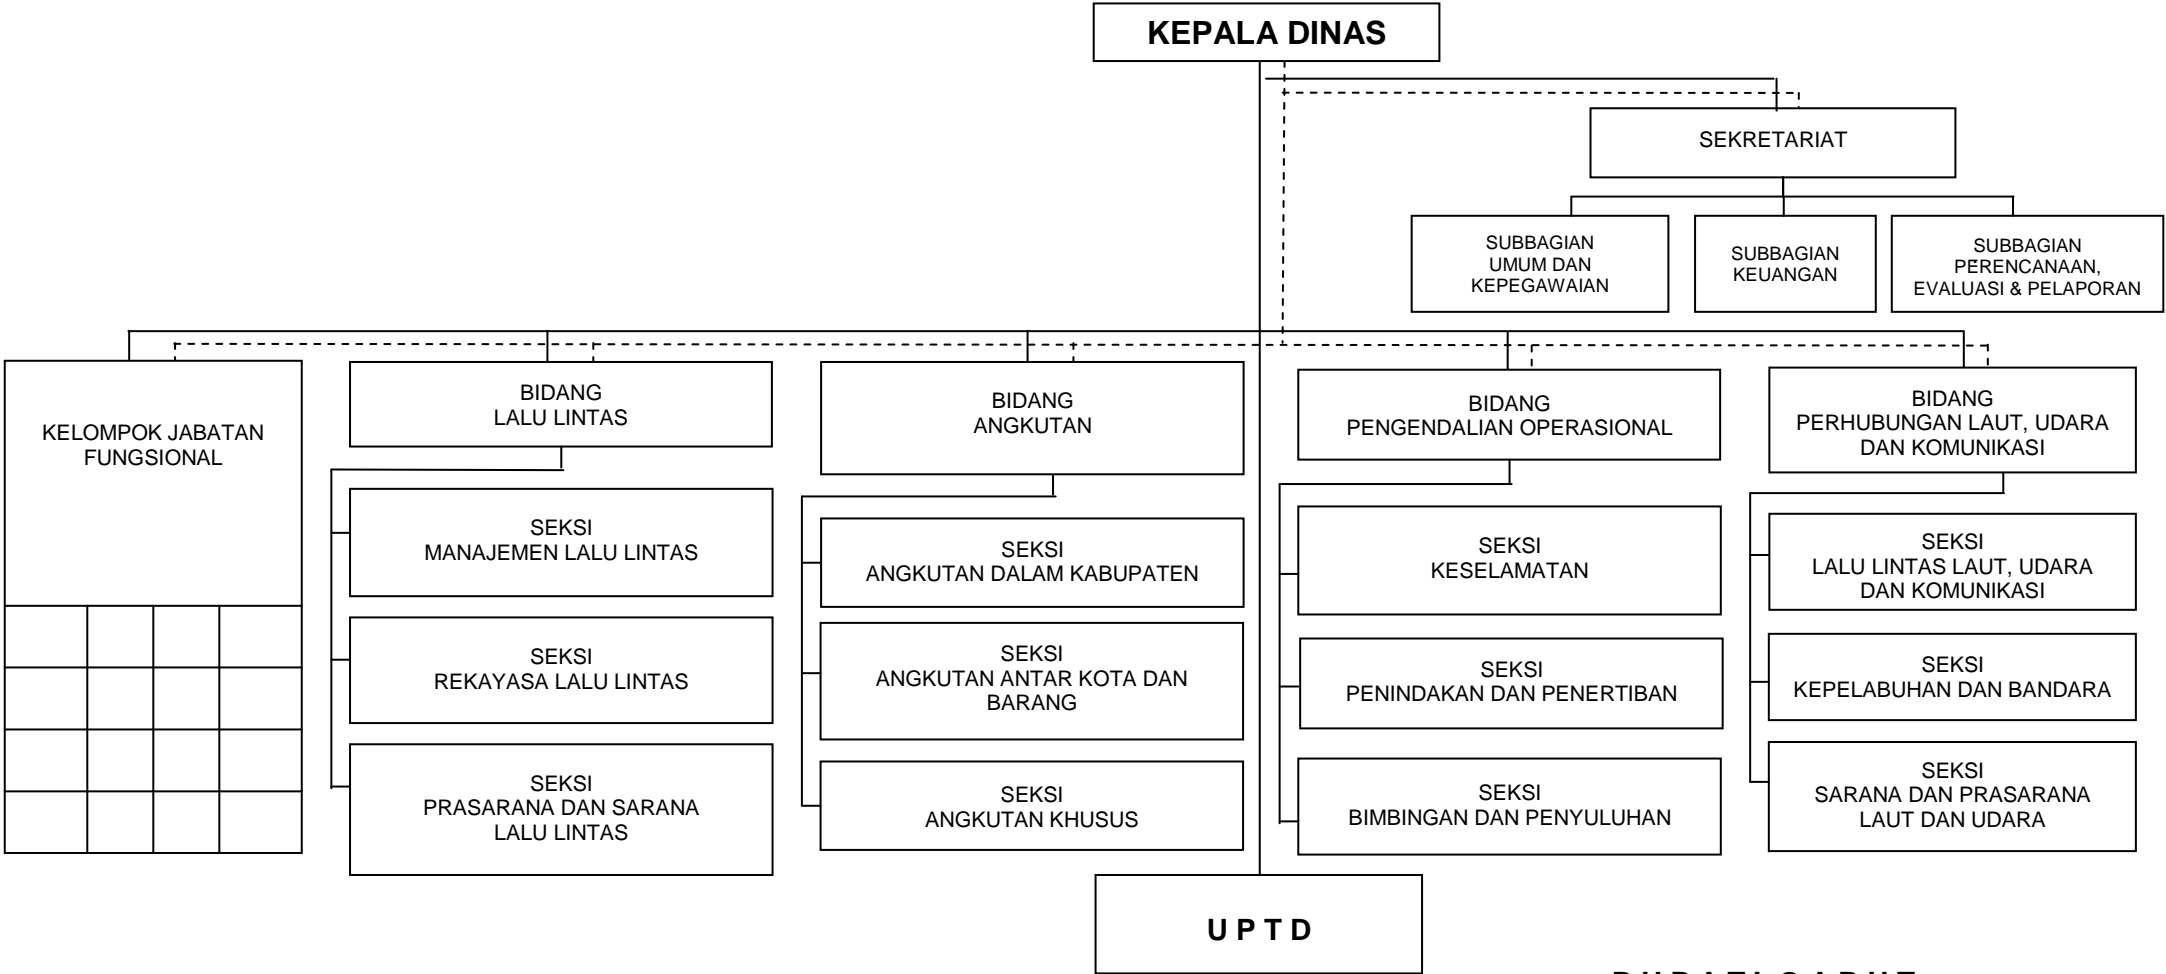 KEPALA DINAS
SEKRETARIAT
SUBBAGIAN
UMUM DAN
KEPEGAWAIAN
SUBBAGIAN
KEUANGAN
SUBBAGIAN
PERENCANAAN,
EVALUASI & PELAPORAN
KELOMPOK JABATAN
FUNGSIONAL
BIDANG
LALU LINTAS
SEKSI
MANAJEMEN LALU LINTAS
SEKSI
REKAYASA LALU LINTAS
SEKSI
PRASARANA DAN SARANA
LALU LINTAS
BIDANG
ANGKUTAN
SEKSI
ANGKUTAN DALAM KABUPATEN
SEKSI
ANGKUTAN ANTAR KOTA DAN
BARANG
SEKSI
ANGKUTAN KHUSUS
BIDANG
PENGENDALIAN OPERASIONAL
SEKSI
KESELAMATAN
SEKSI
PENINDAKAN DAN PENERTIBAN
SEKSI
BIMBINGAN DAN PENYULUHAN
BIDANG
PERHUBUNGAN LAUT, UDARA
DAN KOMUNIKASI
SEKSI
LALU LINTAS LAUT, UDARA
DAN KOMUNIKASI
SEKSI
KEPELABUHAN DAN BANDARA
SEKSI
SARANA DAN PRASARANA
LAUT DAN UDARA
U P T D